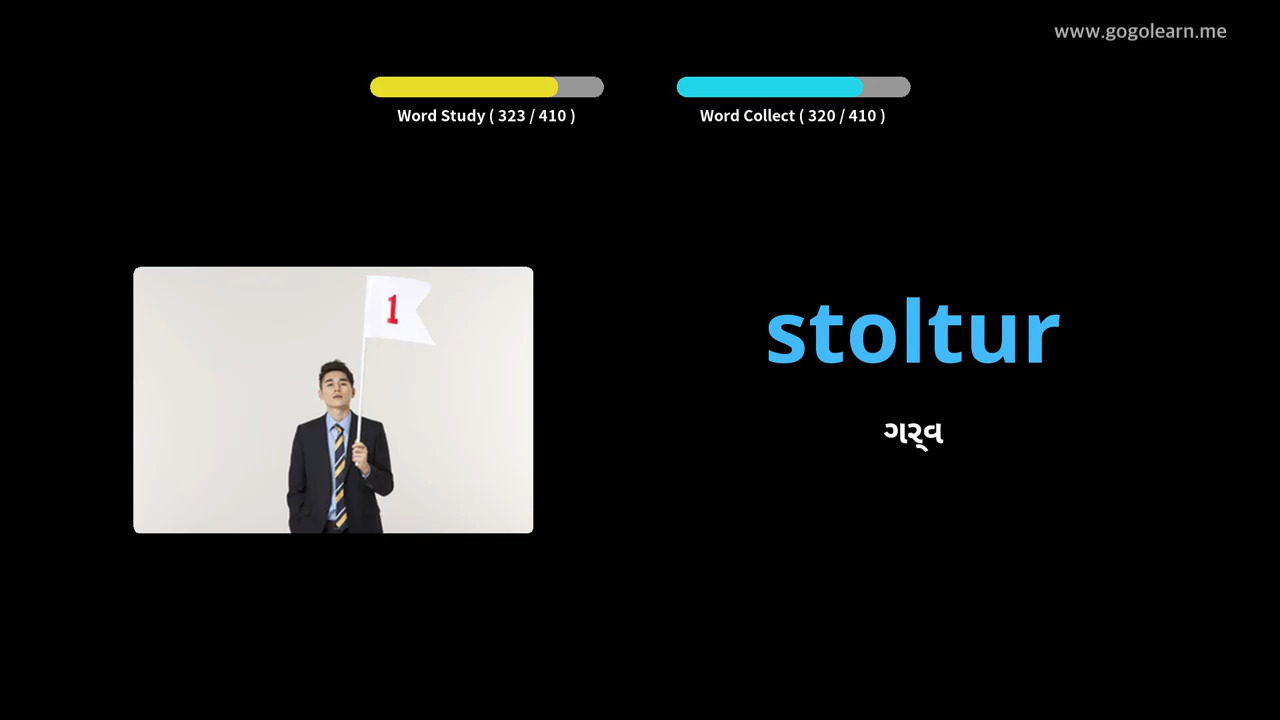 www.gogolearn.me
Word Study ( 323 / 410 )
Word Collect ( 320 / 410 )
1
stoltur
ગર્વ